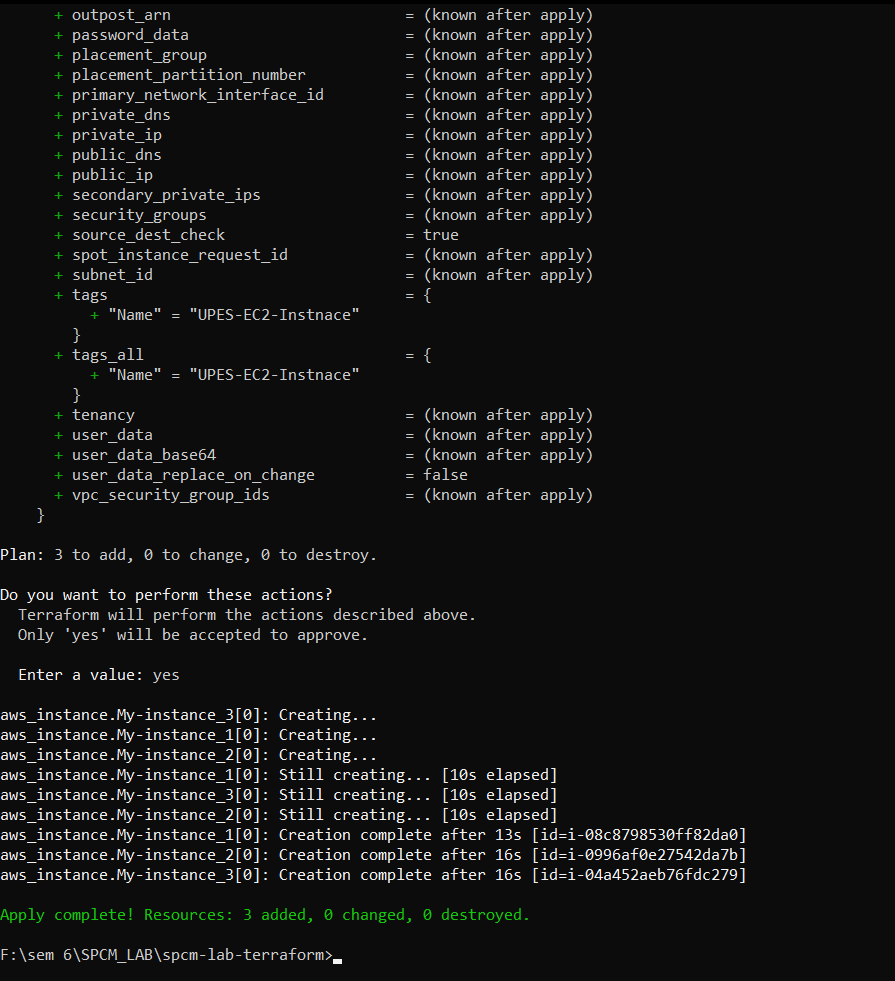 + outpost_arn = (known after apply)
+ password_data = (known after apply)
+ placement_group = (known after apply)
+ placement_partition_number = (known after apply)
+ primary_network_interface_id = (known after apply)
+ private_dns = (known after apply)
+ private_ip = (known after apply)
+ public_dns = (known after apply)
+ public_ip = (known after apply)
+ secondary_private_ips = (known after apply)
+ security_groups = (known after apply)
+ source_dest_check = true
+ spot_instance_request_id = (known after apply)
+ subnet_id = (known after apply)
+ tags = {
+ "Name" = "UPES-EC2-Instnace"
}
+ tags_all = {
+ "Name" = "UPES-EC2-Instnace"
}
+ tenancy = (known after apply)
+ user_data = (known after apply)
+ user_data_base64 = (known after apply)
+ user_data_replace_on_change = false
+ vpc_security_group_ids = (known after apply)
}
Plan: 3 to add, 0 to change, 0 to destroy.
Do you want to perform these actions?
Terraform will perform the actions described above.
Only 'yes' will be accepted to approve.
Enter a value: yes
aws_instance.My-instance_3[0]: Creating...
aws_instance.My-instance_1[0]: Creating...
aws_instance.My-instance_2[0]: Creating...
aws_instance.My-instance_1[0]: Still creating... [10s elapsed]
aws_instance.My-instance_3[0]: Still creating... [10s elapsed]
aws_instance.My-instance_2[0]: Still creating... [10s elapsed]
aws_instance.My-instance_1[0]: Creation complete after 13s [id=i-08c8798530ff82da0]
aws_instance.My-instance_2[0]: Creation complete after 16s [id=i-0996af0e27542da7b]
aws_instance.My-instance_3[0]: Creation complete after 16s [id=i-04a452aeb76fdc279]
Apply complete! Resources: 3 added, 0 changed, 0 destroyed.
F:\sem 6\SPCM_LAB\spcm-lab-terraform>